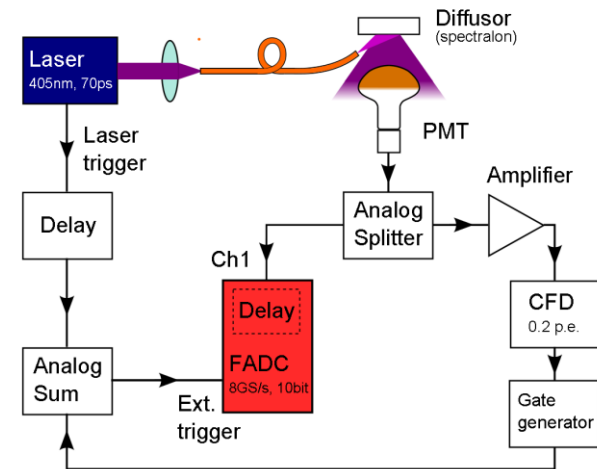 Diffusor
(spectralon)
Laser
405nm, 70ps
PMT
Laser
trigger
Amplifier
Delay
Analog
Splitter
Ch1
CFD
0.2 p.e.
Delay
FADC
8GS/s, 10bit
Analog
Sum
Ext.
trigger
Gate
generator